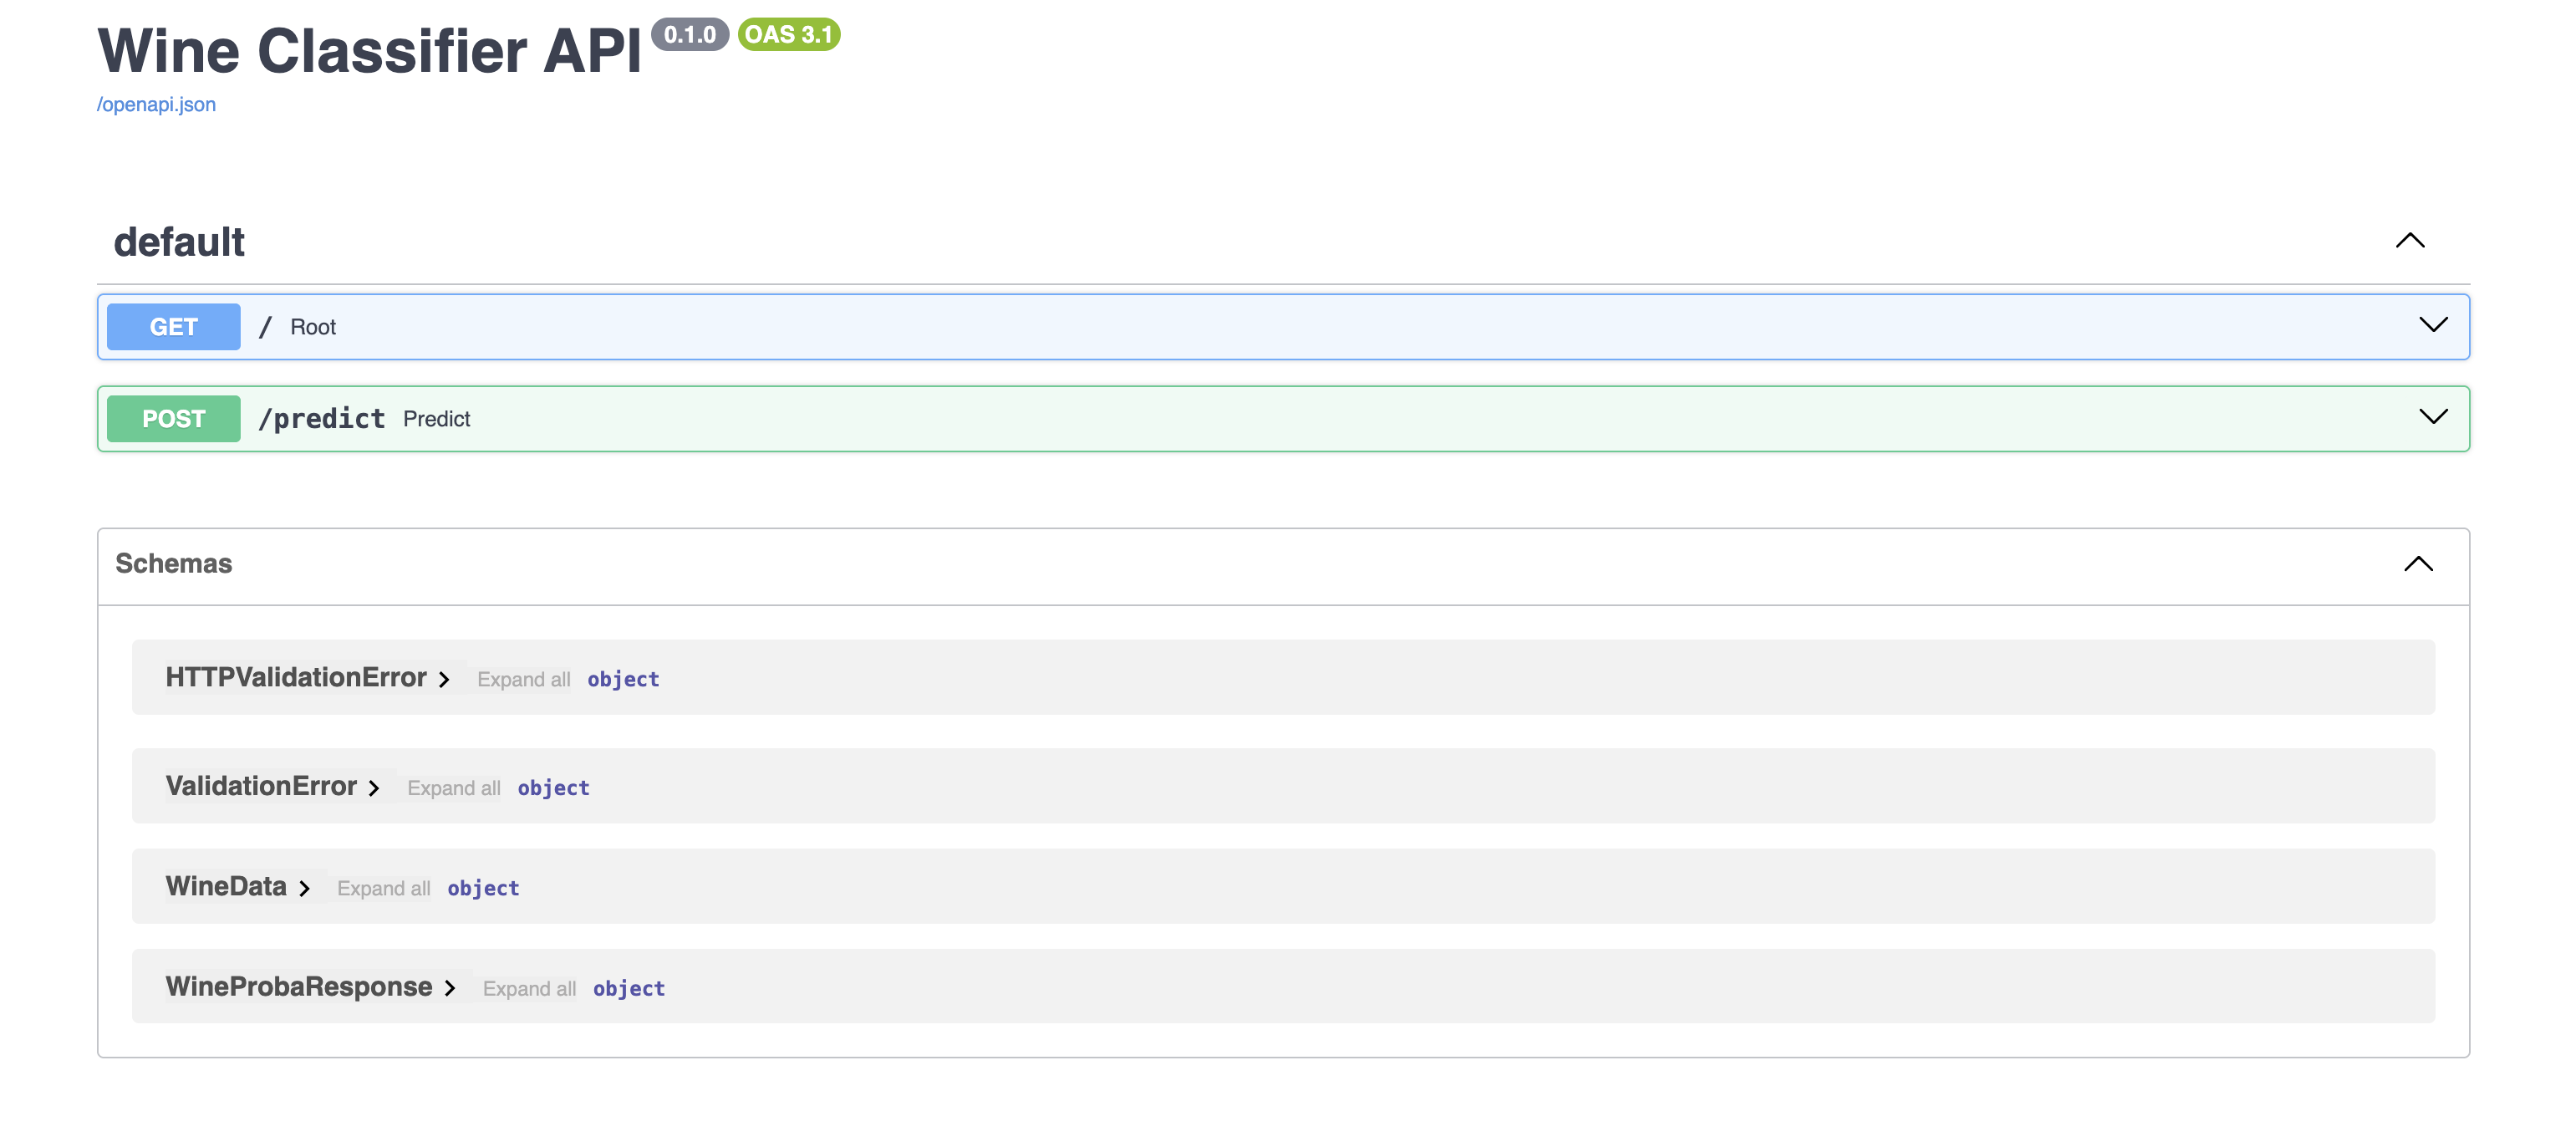 Wine Classifier API 0.1.0 OAS 3.1
/openapi.json
default
GET / Root
POST /predict Predict
Schemas
HTTPValidationError Expand all object
ValidationError Expand all object
WineData Expand all object
WineProbaResponse Expand all object